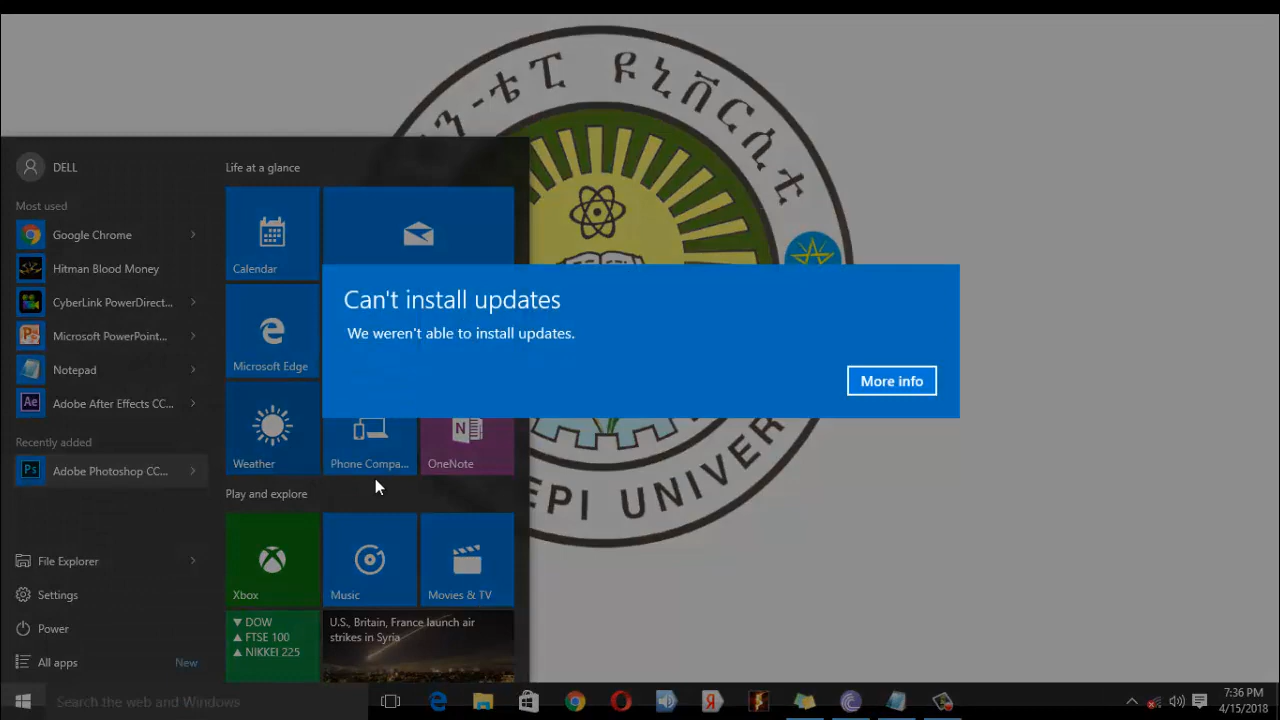 ን-ቴፒ ዩኒቨርሲቲ
DELL
Life at a glance
Most used
Google Chrome
Hitman Blood Money
CyberLink PowerDirect...
Microsoft PowerPoint...
Notepad
Adobe After Effects CC...
Ae
Recently added
Ps
Adobe Photoshop CC...
File Explorer
Settings
Power
All apps
New
Calendar
Microsoft Edge
Weather
Phone Compa...
OneNote
Play and explore
Xbox
Music
Movies & TV
▼ DOW
▲ FTSE 100
▲ NIKKEI 225
U.S., Britain, France launch air
strikes in Syria
Can't install updates
We weren't able to install updates.
More info
EPI UNIVER
Search the web and Windows
7:36 PM
4/15/2018